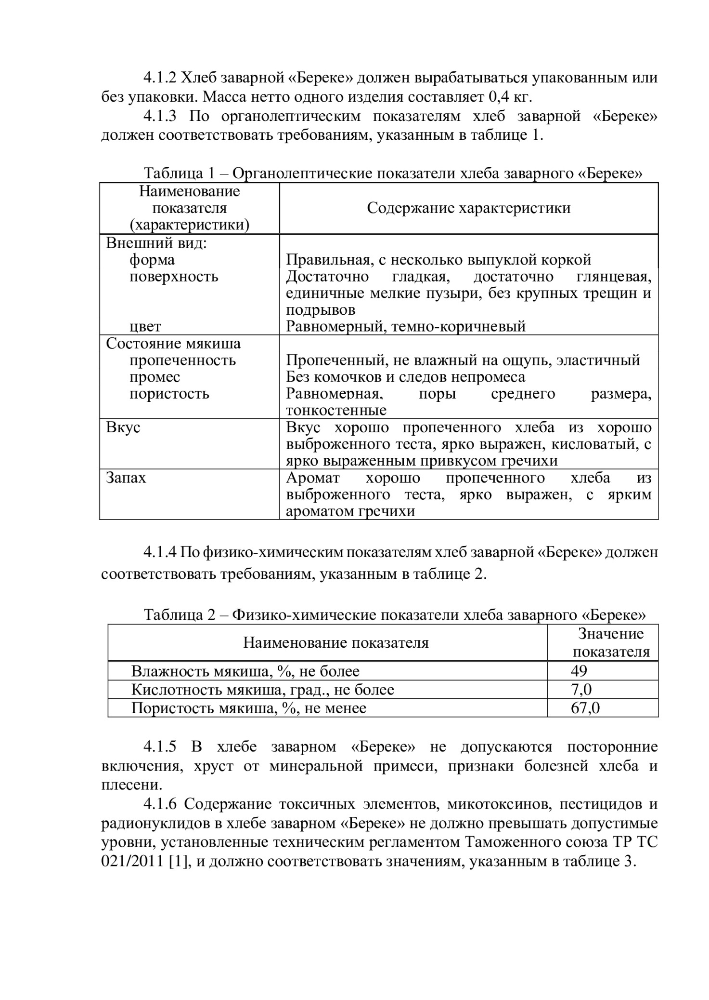 4.1.2 Хлеб заварной «Береке» должен вырабатываться упакованным или
без упаковки. Масса нетто одного изделия составляет 0,4 кг.
4.1.3 По органолептическим показателям хлеб заварной «Береке»
должен соответствовать требованиям, указанным в таблице 1.
Таблица 1 – Органолептические показатели хлеба заварного «Береке»
Наименование
показателя
(характеристики)
Содержание характеристики
Внешний вид:
форма
Правильная, с несколько выпуклой коркой
поверхность
Достаточно гладкая, достаточно глянцевая,
единичные мелкие пузыри, без крупных трещин и
подрывов
цвет
Равномерный, темно-коричневый
Состояние мякиша
пропеченность
Пропеченный, не влажный на ощупь, эластичный
промес
Без комочков и следов непромеса
пористость
Равномерная, поры среднего размера,
тонкостенные
Вкус
Вкус хорошо пропеченного хлеба из хорошо
выброженного теста, ярко выражен, кисловатый, с
ярко выраженным привкусом гречихи
Запах
Аромат хорошо пропеченного хлеба из
выброженного теста, ярко выражен, с ярким
ароматом гречихи
4.1.4 По физико-химическим показателям хлеб заварной «Береке» должен
соответствовать требованиям, указанным в таблице 2.
Таблица 2 – Физико-химические показатели хлеба заварного «Береке»
Наименование показателя
Значение
показателя
Влажность мякиша, %, не более
49
Кислотность мякиша, град., не более
7,0
Пористость мякиша, %, не менее
67,0
4.1.5 В хлебе заварном «Береке» не допускаются посторонние
включения, хруст от минеральной примеси, признаки болезней хлеба и
плесени.
4.1.6 Содержание токсичных элементов, микотоксинов, пестицидов и
радионуклидов в хлебе заварном «Береке» не должно превышать допустимые
уровни, установленные техническим регламентом Таможенного союза ТР ТС
021/2011 [1], и должно соответствовать значениям, указанным в таблице 3.